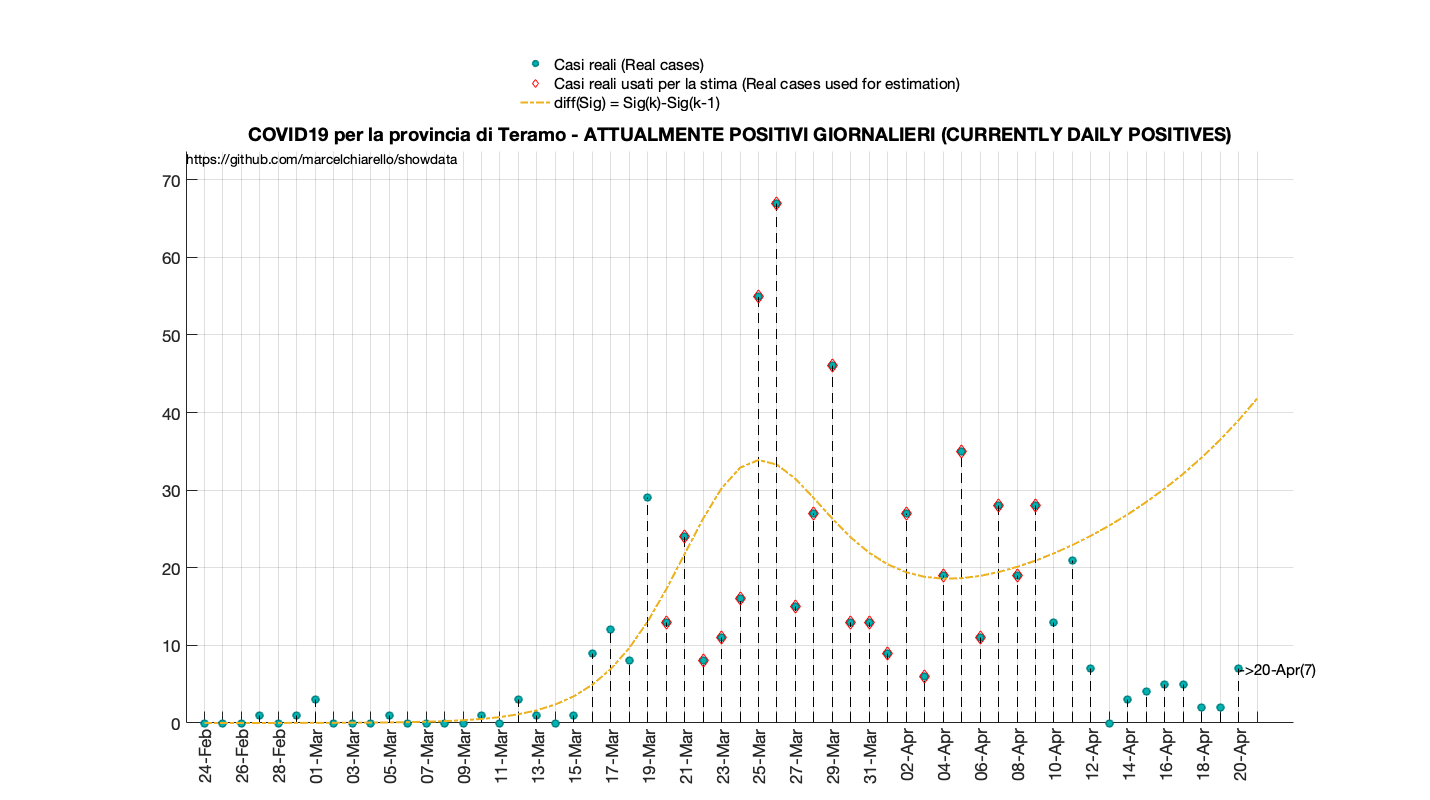 Casi reali (Real cases)
Casi reali usati per la stima (Real cases used for estimation)
diff(Sig) = Sig(k)-Sig(k-1)
COVID19 per la provincia di Teramo - ATTUALMENTE POSITIVI GIORNALIERI (CURRENTLY DAILY POSITIVES)
https://github.com/marcelchiarello/showdata
70
60
50
40
30
20
10
0
->20-Apr(7)
24-Feb
26-Feb
28-Feb
01-Mar
03-Mar
05-Mar
07-Mar
09-Mar
11-Mar
13-Mar
15-Mar
17-Mar
19-Mar
21-Mar
23-Mar
25-Mar
27-Mar
29-Mar
31-Mar
02-Apr
04-Apr
06-Apr
08-Apr
10-Apr
12-Apr
14-Apr
16-Apr
18-Apr
20-Apr